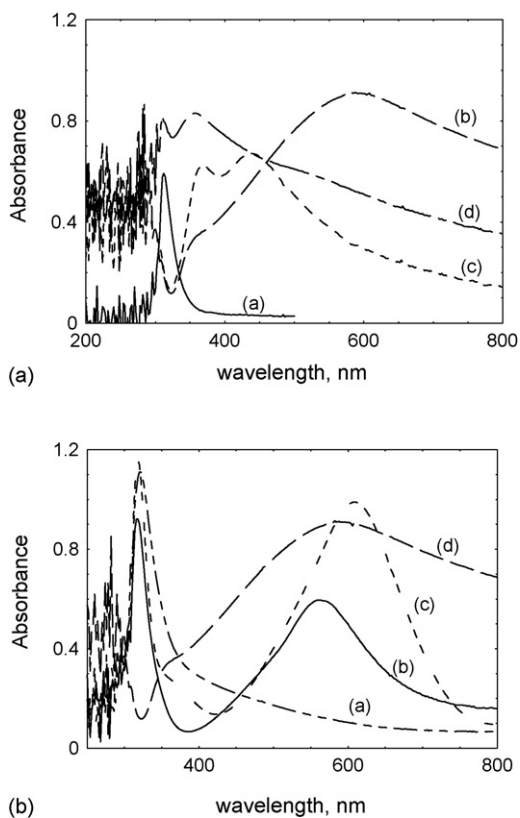 1.2
0.8
0.4
0
Absorbance
(b)
(d)
(c)
(a)
200 400 600 800
(a)
wavelength, nm
1.2
0.8
0.4
0
Absorbance
(d)
(c)
(b)
(a)
400 600 800
(b)
wavelength, nm